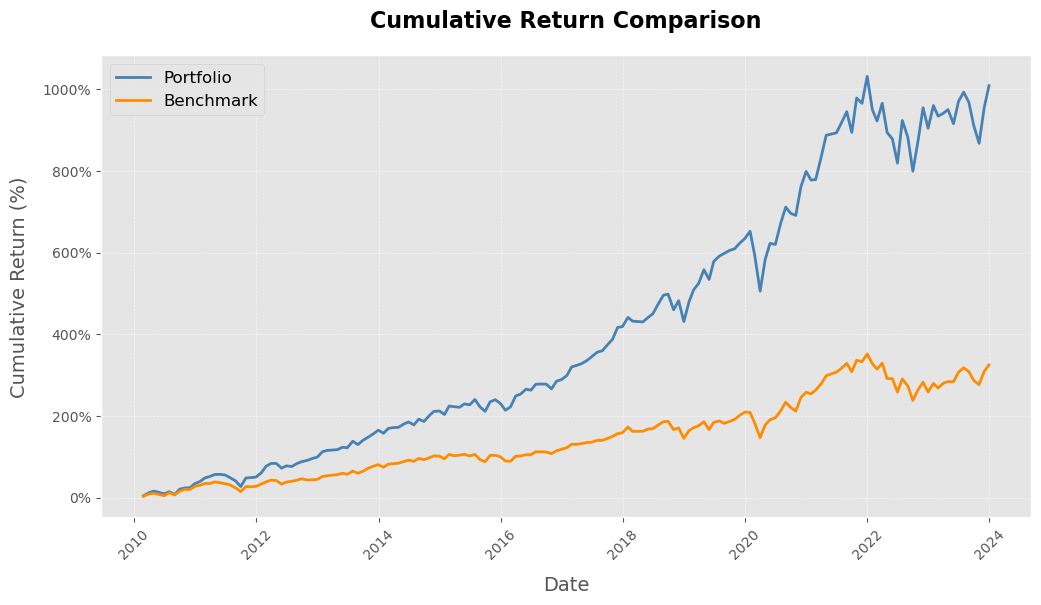 Cumulative Return Comparison
Portfolio
Benchmark
Cumulative Return (%)
1000%
800%
600%
400%
200%
0%
2010 2012 2014 2016 2018 2020 2022 2024
Date